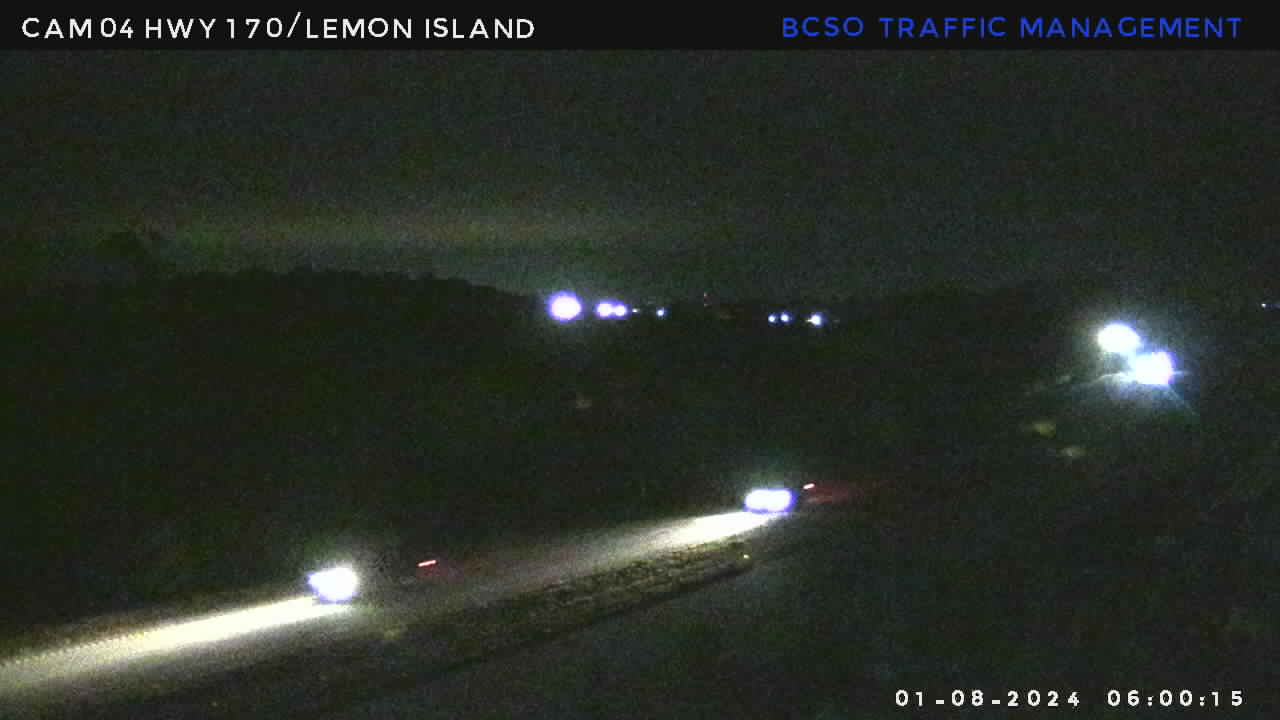 CAM04 HWY 170/LEMON ISLAND
BCSO TRAFFIC MANAGEMENT
01-08-2024 06:00:15